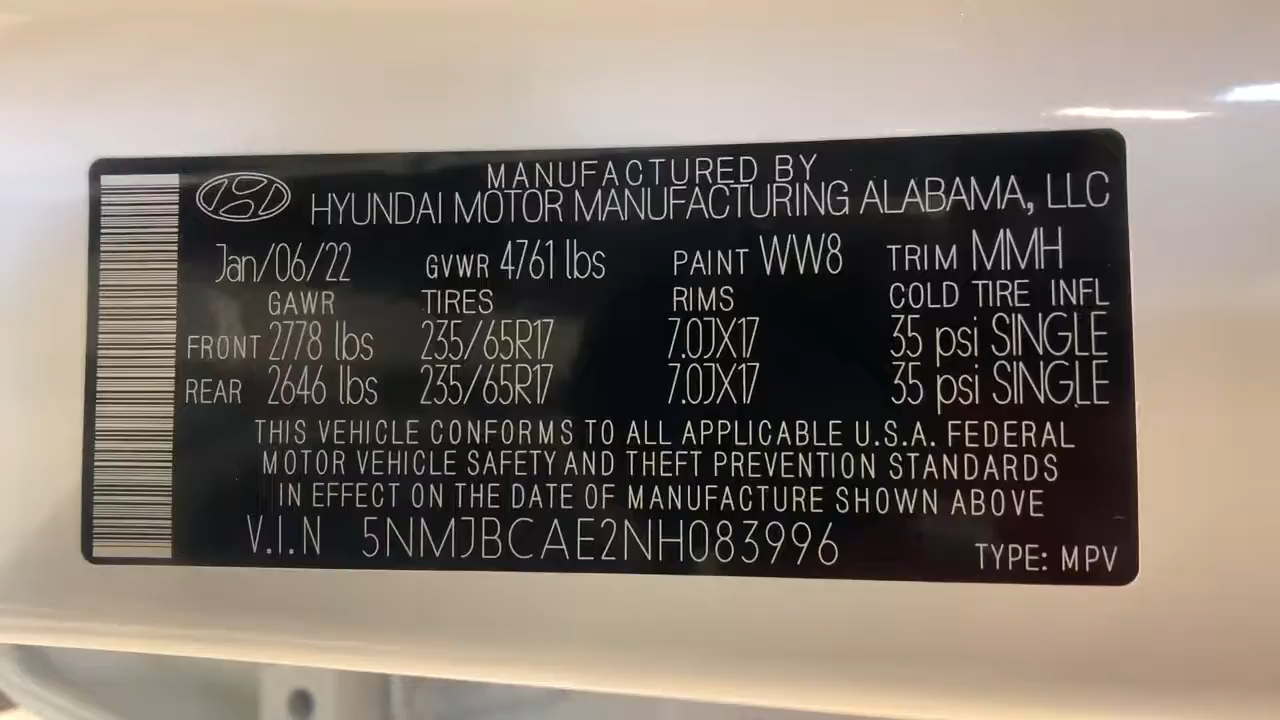 MANUFACTURED BY
HYUNDAI MOTOR MANUFACTURING ALABAMA, LLC
Jan/06/22 GVWR 4761 lbs PAINT WW8 TRIM MMH
GAWR TIRES RIMS COLD TIRE INFL
FRONT 2778 lbs 235/65R17 7.0JX17 35 psi SINGLE
REAR 2646 lbs 235/65R17 7.0JX17 35 psi SINGLE
THIS VEHICLE CONFORMS TO ALL APPLICABLE U.S.A. FEDERAL
MOTOR VEHICLE SAFETY AND THEFT PREVENTION STANDARDS
IN EFFECT ON THE DATE OF MANUFACTURE SHOWN ABOVE
V.I.N 5NMJBCAE2NH083996 TYPE: MPV